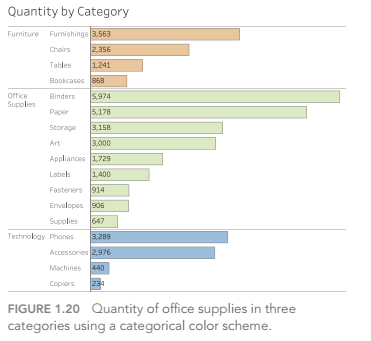 Quantity by Category
Furniture Furnishings 3,563
Chairs 2,356
Tables 1,241
Bookcases 868
Office Supplies Binders 5,974
Paper 5,178
Storage 3,158
Art 3,000
Appliances 1,729
Labels 1,400
Fasteners 914
Envelopes 906
Supplies 647
Technology Phones 3,289
Accessories 2,976
Machines 440
Copiers 234
FIGURE 1.20 Quantity of office supplies in three
categories using a categorical color scheme.